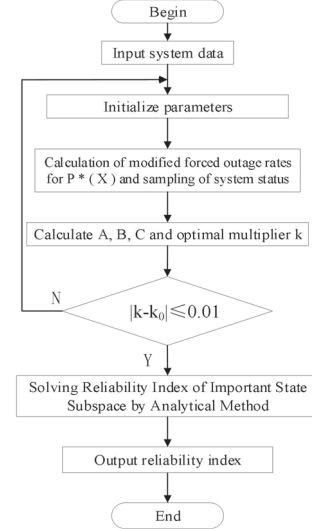 Begin
Input system data
Initialize parameters
Calculation of modified forced outage rates
for P * ( X ) and sampling of system status
Calculate A, B, C and optimal multiplier k
N
|k-k₀|≤0.01
Y
Solving Reliability Index of Important State
Subspace by Analytical Method
Output reliability index
End